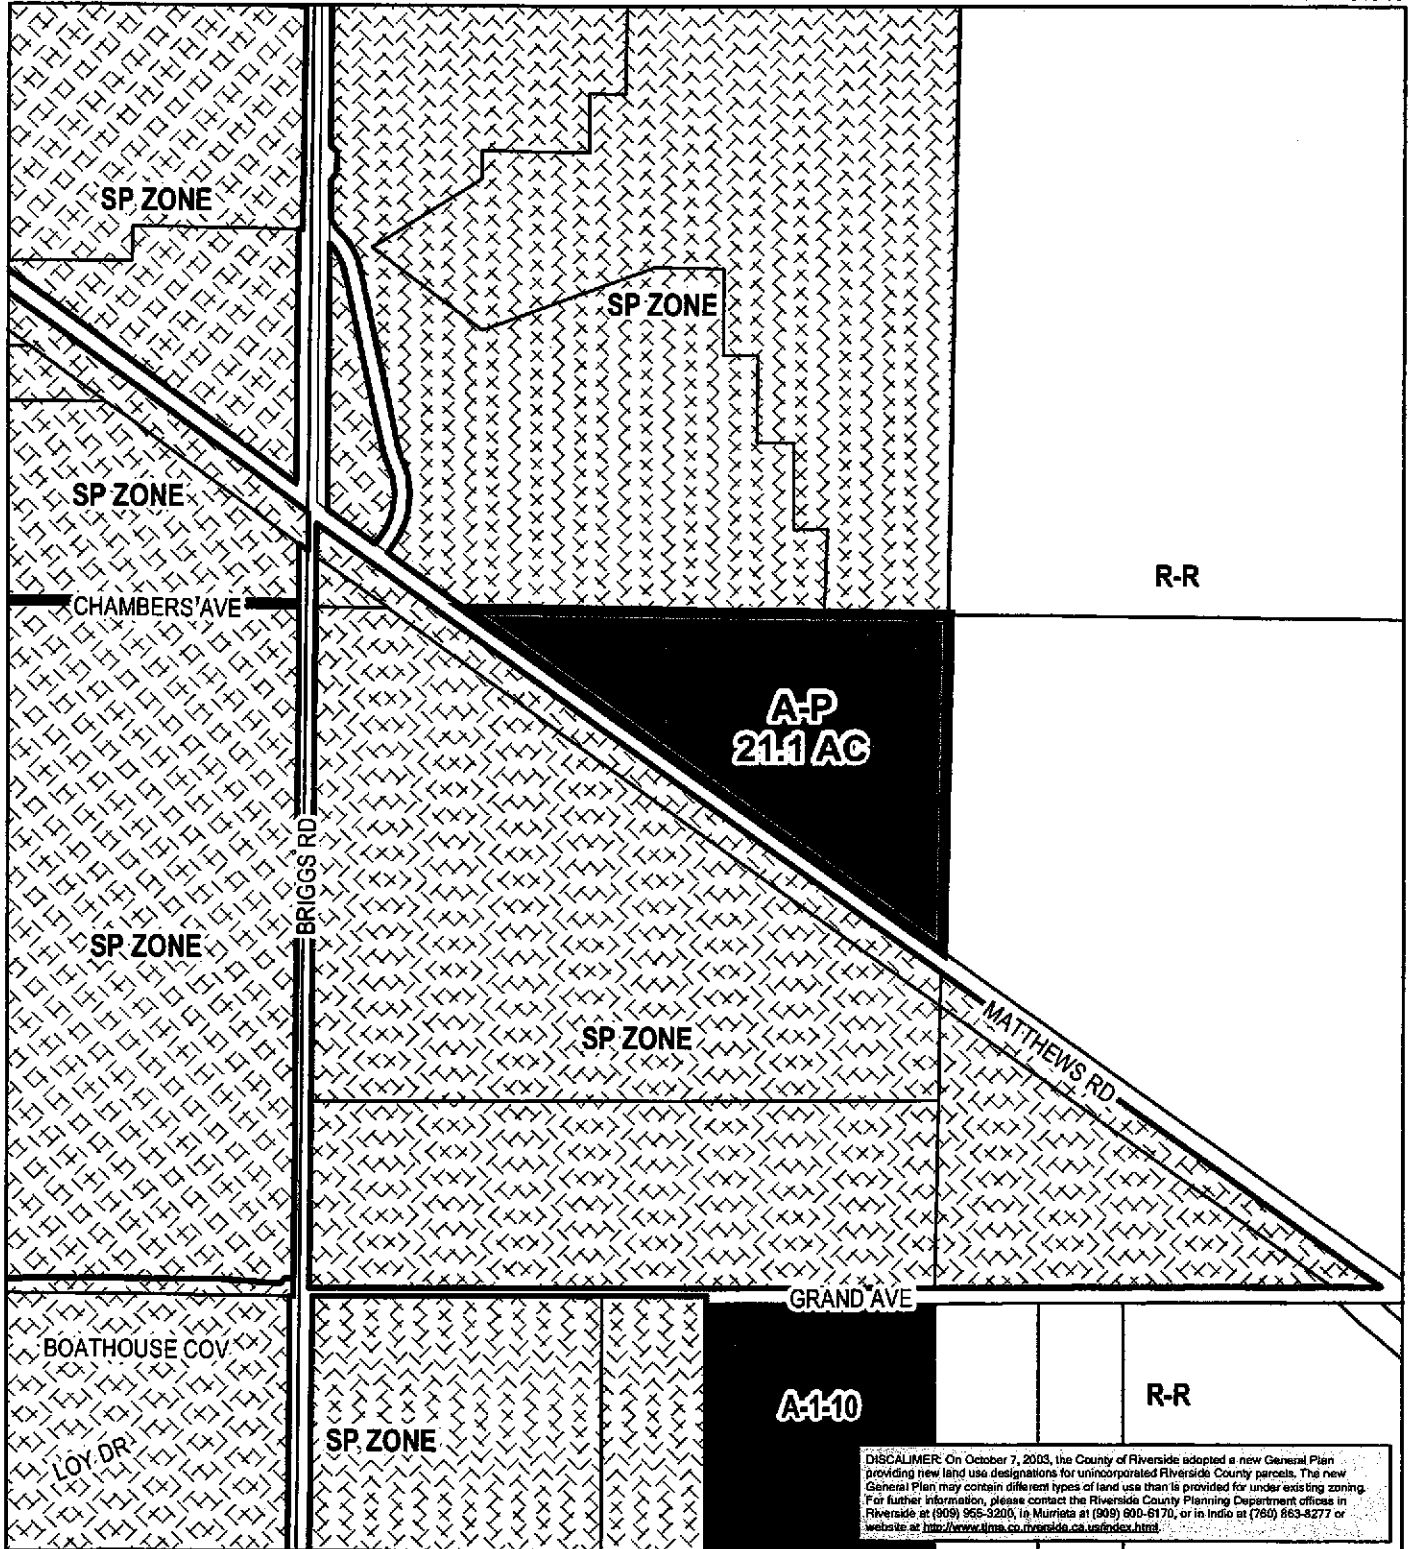 SP ZONE
SP ZONE
SP ZONE
R-R
CHAMBERS AVE
A-P
21.1 AC
BRIGGS RD
SP ZONE
SP ZONE
MATTHEWS RD
GRAND AVE
BOATHOUSE COV
A-1-10
R-R
SP ZONE
LOY DR
DISCALIMER: On October 7, 2003, the County of Riverside adopted a new General Plan
providing new land use designations for unincorporated Riverside County parcels. The new
General Plan may contain different types of land use than is provided for under existing zoning.
For further information, please contact the Riverside County Planning Department offices in
Riverside at (909) 955-3200, in Murrieta at (909) 600-6170, or in Indio at (760) 863-8277 or
website at http://www.tlma.co.riverside.ca.us/index.html